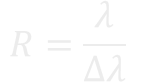 R = λ / Δλ